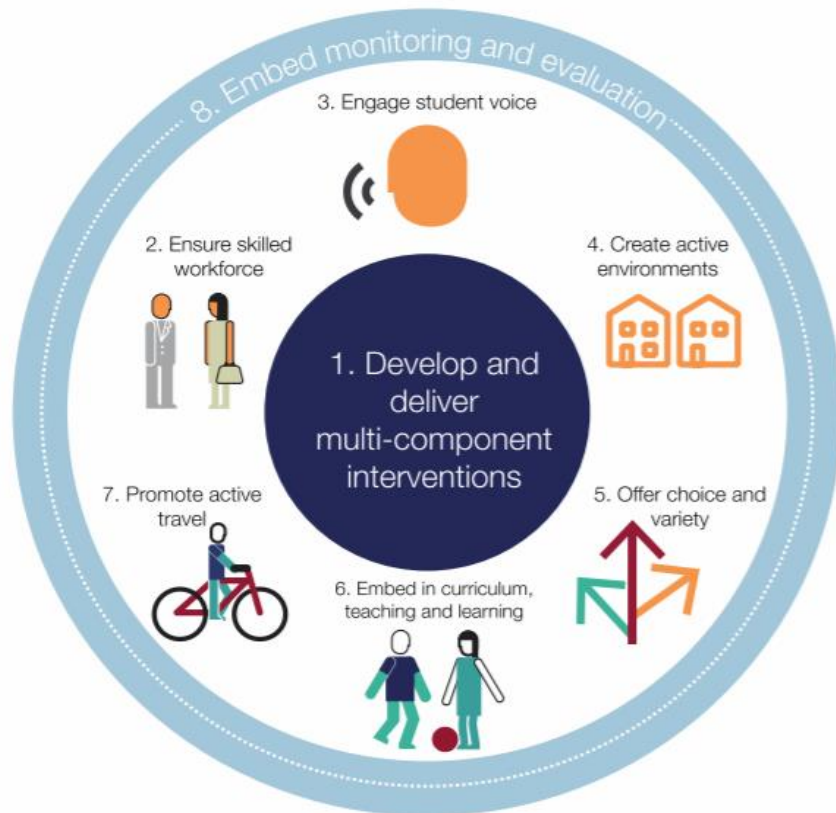 8. Embed monitoring and evaluation
3. Engage student voice
2. Ensure skilled
workforce
4. Create active
environments
1. Develop and
deliver
multi-component
interventions
7. Promote active
travel
5. Offer choice and
variety
6. Embed in curriculum,
teaching and learning